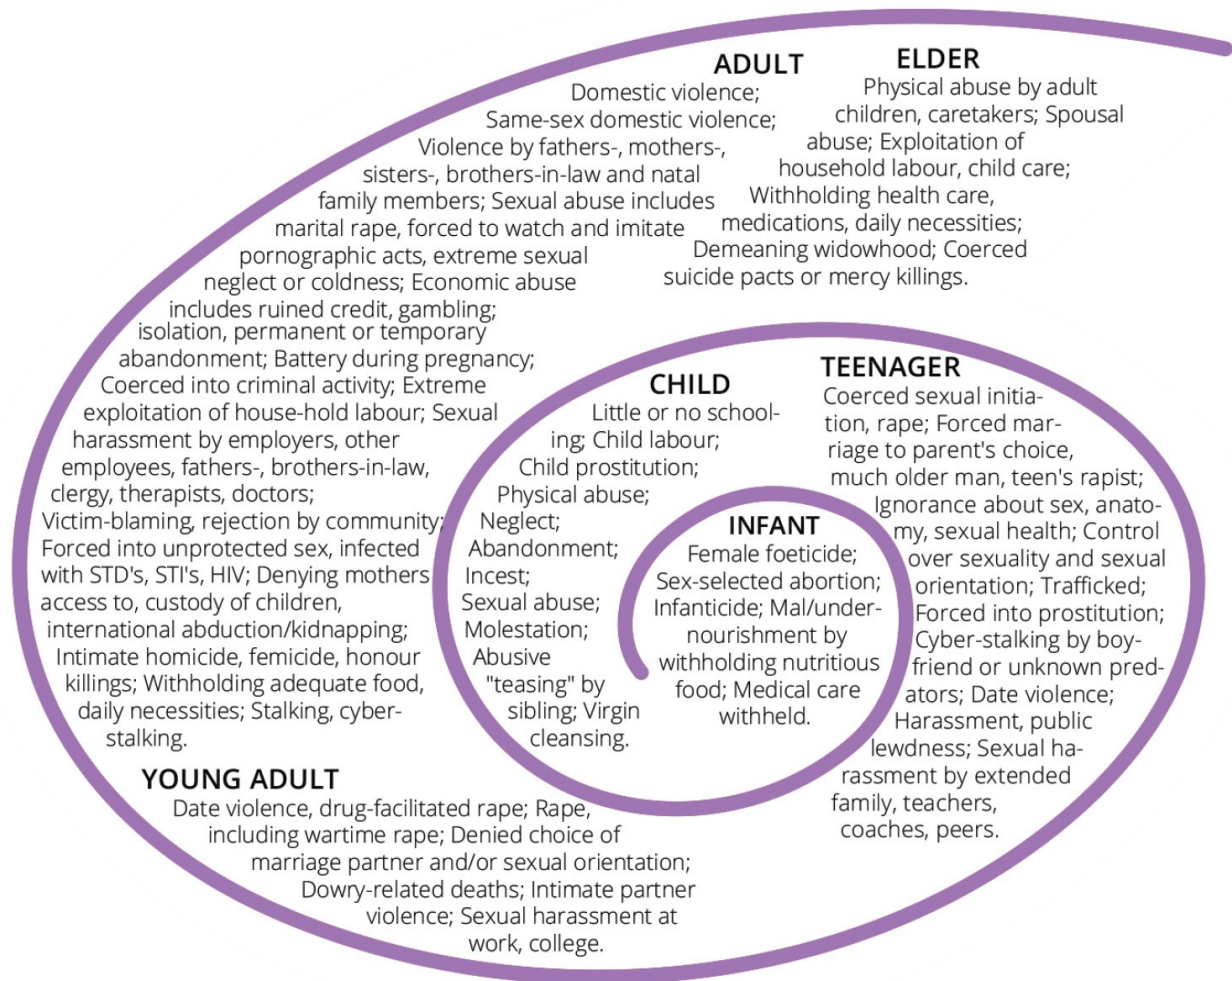 ADULT
Domestic violence;
Same-sex domestic violence;
Violence by fathers-, mothers-,
sisters-, brothers-in-law and natal
family members; Sexual abuse includes
marital rape, forced to watch and imitate
pornographic acts, extreme sexual
neglect or coldness; Economic abuse
includes ruined credit, gambling;
isolation, permanent or temporary
abandonment; Battery during pregnancy;
Coerced into criminal activity; Extreme
exploitation of house-hold labour; Sexual
harassment by employers, other
employees, fathers-, brothers-in-law,
clergy, therapists, doctors;
Victim-blaming, rejection by community;
Forced into unprotected sex, infected
with STD's, STI's, HIV; Denying mothers
access to, custody of children,
international abduction/kidnapping;
Intimate homicide, femicide, honour
killings; Withholding adequate food,
daily necessities; Stalking, cyber-
stalking.
ELDER
Physical abuse by adult
children, caretakers; Spousal
abuse; Exploitation of
household labour, child care;
Withholding health care,
medications, daily necessities;
Demeaning widowhood; Coerced
suicide pacts or mercy killings.
CHILD
Little or no school-
ing; Child labour;
Child prostitution;
Physical abuse;
Neglect;
Abandonment;
Incest;
Sexual abuse;
Molestation;
Abusive
"teasing" by
sibling; Virgin
cleansing.
INFANT
Female foeticide;
Sex-selected abortion;
Infanticide; Mal/under-
nourishment by
withholding nutritious
food; Medical care
withheld.
TEENAGER
Coerced sexual initia-
tion, rape; Forced mar-
riage to parent's choice,
much older man, teen's rapist;
Ignorance about sex, anato-
my, sexual health; Control
over sexuality and sexual
orientation; Trafficked;
Forced into prostitution;
Cyber-stalking by boy-
friend or unknown pred-
ators; Date violence;
Harassment, public
lewdness; Sexual ha-
rassment by extended
family, teachers,
coaches, peers.
YOUNG ADULT
Date violence, drug-facilitated rape; Rape,
including wartime rape; Denied choice of
marriage partner and/or sexual orientation;
Dowry-related deaths; Intimate partner
violence; Sexual harassment at
work, college.